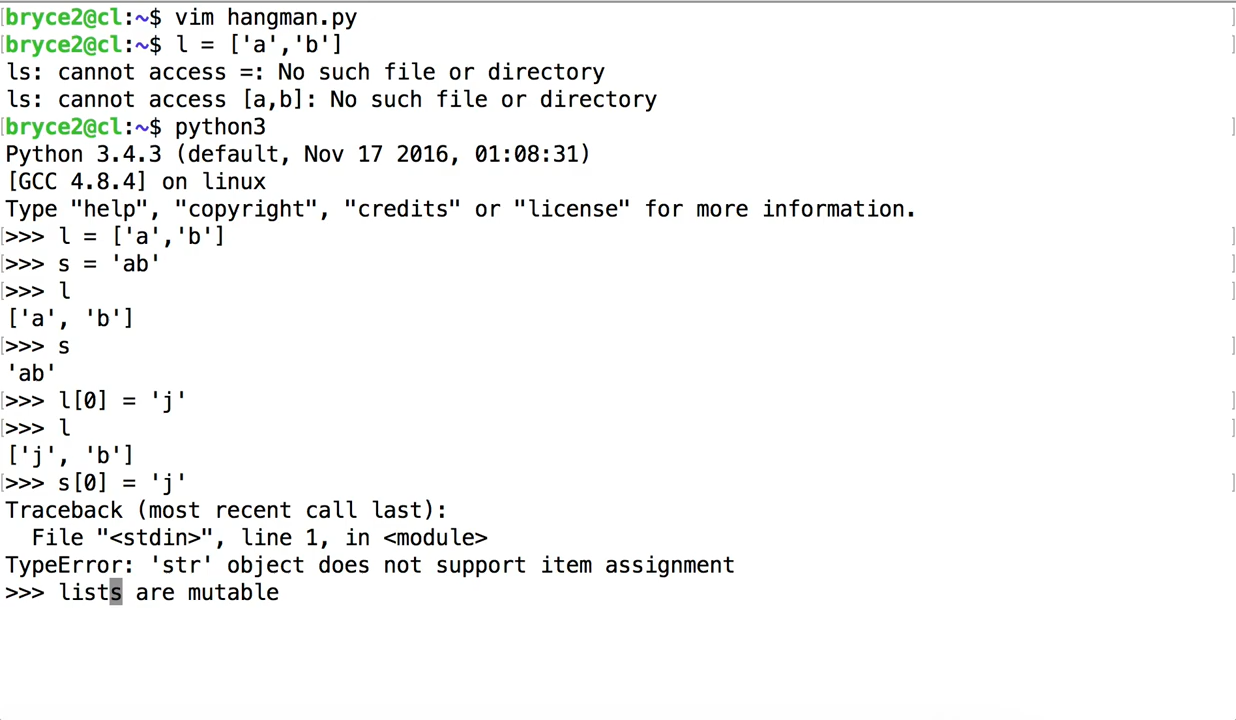 bryce2@cl:~$ vim hangman.py
bryce2@cl:~$ l = ['a','b']
ls: cannot access =: No such file or directory
ls: cannot access [a,b]: No such file or directory
bryce2@cl:~$ python3
Python 3.4.3 (default, Nov 17 2016, 01:08:31)
[GCC 4.8.4] on linux
Type "help", "copyright", "credits" or "license" for more information.
>>> l = ['a','b']
>>> s = 'ab'
>>> l
['a', 'b']
>>> s
'ab'
>>> l[0] = 'j'
>>> l
['j', 'b']
>>> s[0] = 'j'
Traceback (most recent call last):
  File "<stdin>", line 1, in <module>
TypeError: 'str' object does not support item assignment
>>> lists are mutable